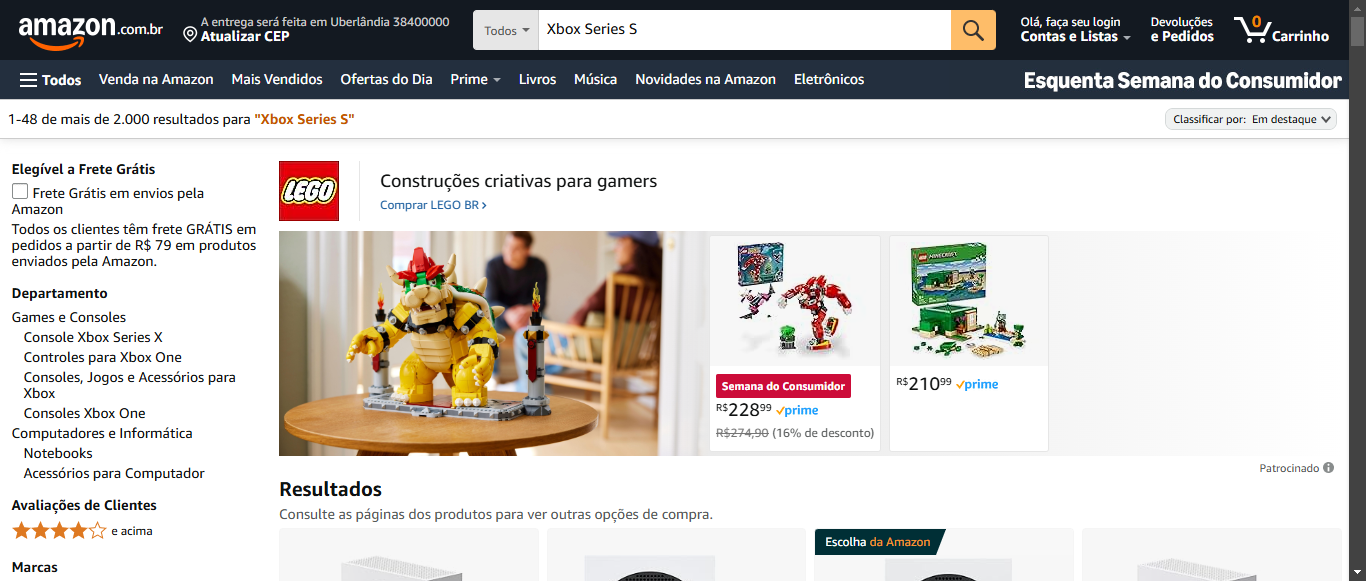 amazon.com.br
A entrega será feita em Uberlândia 38400000
Atualizar CEP
Todos
Xbox Series S
Olá, faça seu login
Contas e Listas
Devoluções
e Pedidos
0
Carrinho
Todos
Venda na Amazon
Mais Vendidos
Ofertas do Dia
Prime
Livros
Música
Novidades na Amazon
Eletrônicos
Esquenta Semana do Consumidor
1-48 de mais de 2.000 resultados para "Xbox Series S"
Classificar por: Em destaque
Elegível a Frete Grátis
Frete Grátis em envios pela
Amazon
Todos os clientes têm frete GRÁTIS em
pedidos a partir de R$ 79 em produtos
enviados pela Amazon.
Departamento
Games e Consoles
Console Xbox Series X
Controles para Xbox One
Consoles, Jogos e Acessórios para
Xbox
Consoles Xbox One
Computadores e Informática
Notebooks
Acessórios para Computador
Avaliações de Clientes
e acima
Marcas
LEGO
Construções criativas para gamers
Comprar LEGO BR ›
Semana do Consumidor
R$22899 prime
R$274,90 (16% de desconto)
MINECRAFT
R$21099 prime
Patrocinado
Resultados
Consulte as páginas dos produtos para ver outras opções de compra.
Escolha da Amazon